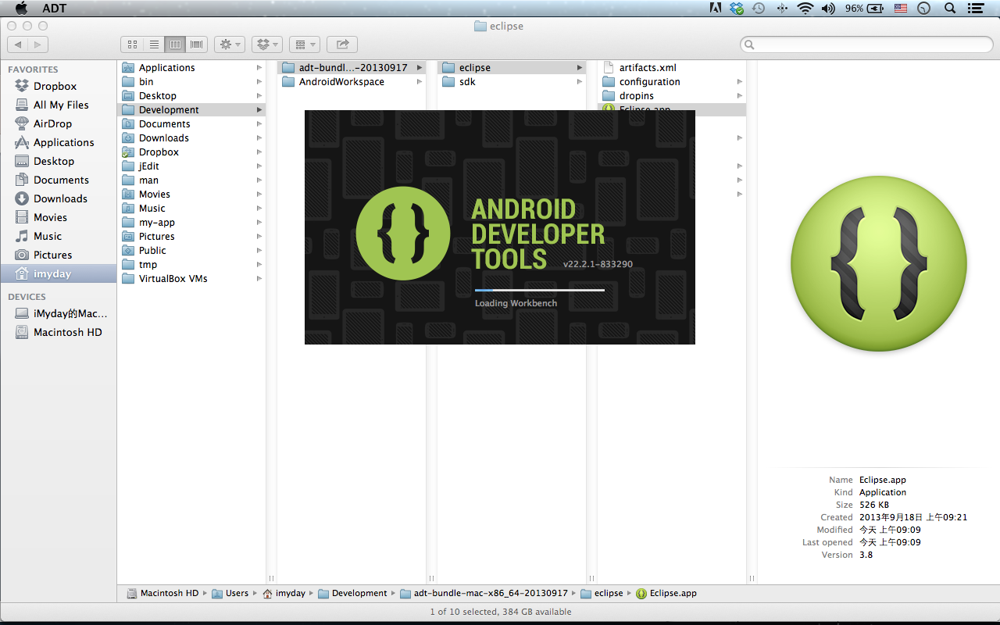 ADT
96%
eclipse
FAVORITES
Dropbox
All My Files
AirDrop
Applications
Desktop
Documents
Downloads
Movies
Music
Pictures
imyday
DEVICES
iMyday的Mac...
Macintosh HD
Applications
bin
Desktop
Development
Documents
Downloads
Dropbox
jEdit
man
Movies
Music
my-app
Pictures
Public
tmp
VirtualBox VMs
adt-bundl...-20130917
AndroidWorkspace
eclipse
sdk
artifacts.xml
configuration
dropins
Eclipse.app
ANDROID
DEVELOPER
TOOLS v22.2.1-833290
Loading Workbench
Name Eclipse.app
Kind Application
Size 526 KB
Created 2013年9月18日 上午09:21
Modified 今天 上午09:09
Last opened 今天 上午09:09
Version 3.8
Macintosh HD Users imyday Development adt-bundle-mac-x86_64-20130917 eclipse Eclipse.app
1 of 10 selected, 384 GB available